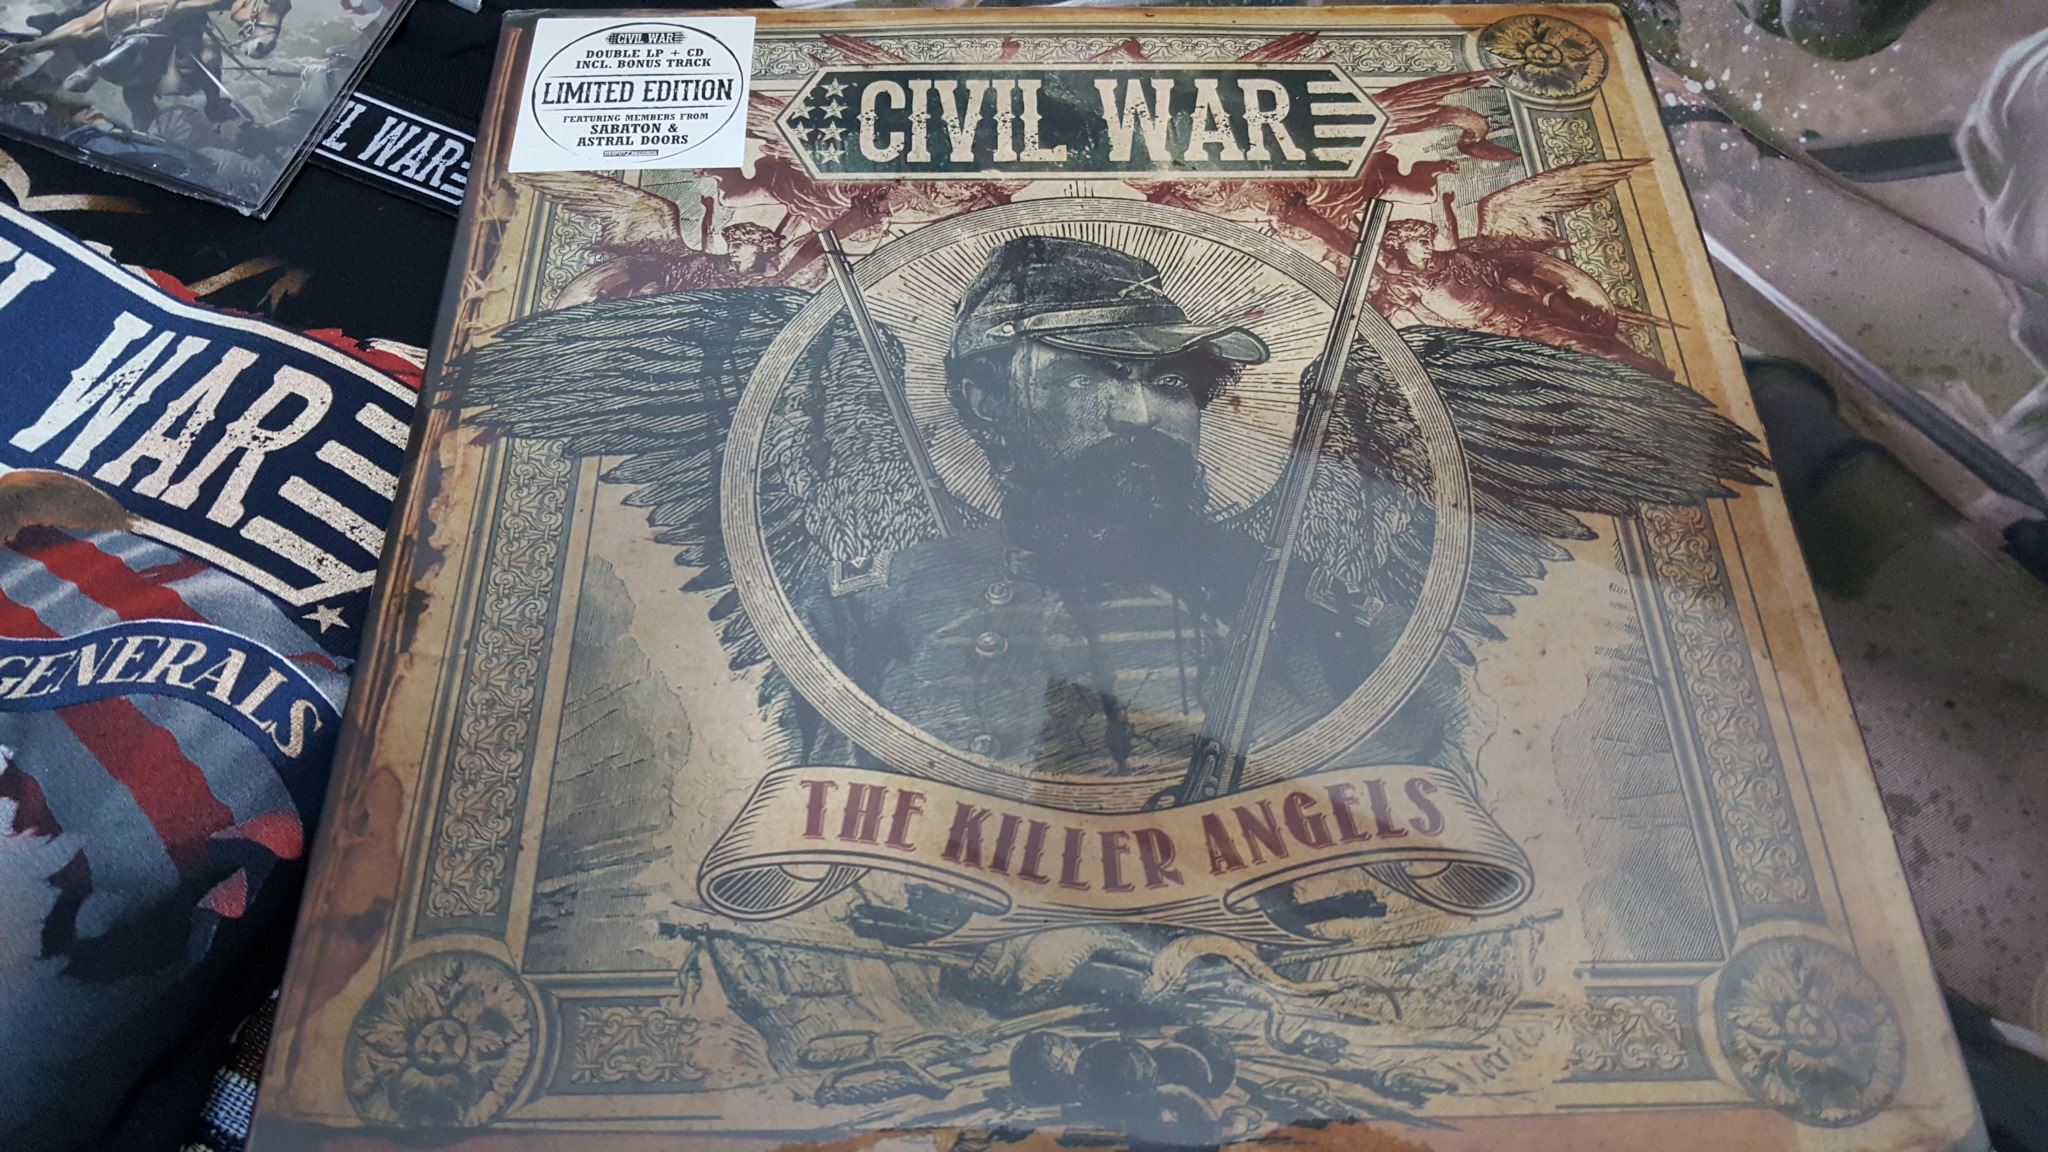 CIVIL WAR
DOUBLE LP + CD
INCL. BONUS TRACK
LIMITED EDITION
FEATURING MEMBERS FROM
SABATON &
ASTRAL DOORS
CIVIL WAR
WAR
WAR
GENERALS
THE KILLER ANGELS